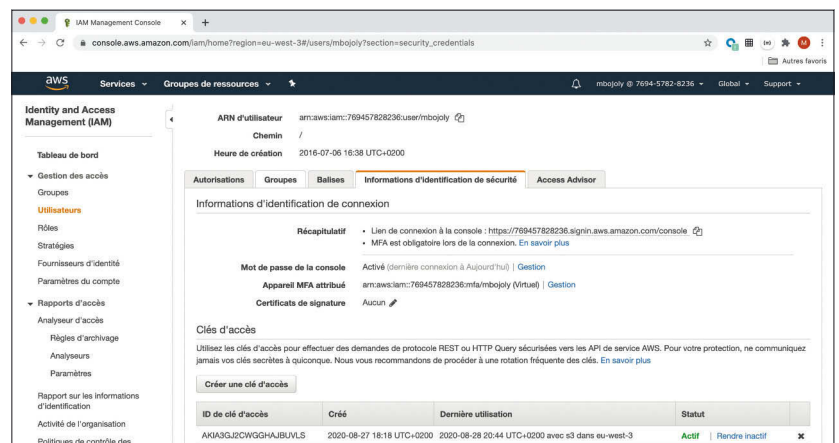 IAM Management Console
console.aws.amazon.com/iam/home?region=eu-west-3#/users/mbojoly?section=security_credentials
M
Autres favoris
aws Services Groupes de ressources mbojoly @ 7694-5782-8236 Global Support
Identity and Access
Management (IAM)
Tableau de bord
Gestion des accès
Groupes
Utilisateurs
Rôles
Stratégies
Fournisseurs d'identité
Paramètres du compte
Rapports d'accès
Analyseur d'accès
Règles d'archivage
Analyseurs
Paramètres
Rapport sur les informations
d'identification
Activité de l'organisation
Politiques de contrôle des
ARN d'utilisateur arn:aws:iam::769457828236:user/mbojoly
Chemin /
Heure de création 2016-07-06 16:38 UTC+0200
Autorisations Groupes Balises Informations d'identification de sécurité Access Advisor
Informations d'identification de connexion
Récapitulatif • Lien de connexion à la console : https://769457828236.signin.aws.amazon.com/console
• MFA est obligatoire lors de la connexion. En savoir plus
Mot de passe de la console Activé (dernière connexion à Aujourd'hui) | Gestion
Appareil MFA attribué arn:aws:iam::769457828236:mfa/mbojoly (Virtuel) | Gestion
Certificats de signature Aucun
Clés d'accès
Utilisez les clés d'accès pour effectuer des demandes de protocole REST ou HTTP Query sécurisées vers les API de service AWS. Pour votre protection, ne communiquez
jamais vos clés secrètes à quiconque. Nous vous recommandons de procéder à une rotation fréquente des clés. En savoir plus
Créer une clé d'accès
ID de clé d'accès Créé Dernière utilisation Statut
AKIA3GJ2CWGGHAJBUVLS 2020-08-27 18:18 UTC+0200 2020-08-28 20:44 UTC+0200 avec s3 dans eu-west-3 Actif | Rendre inactif